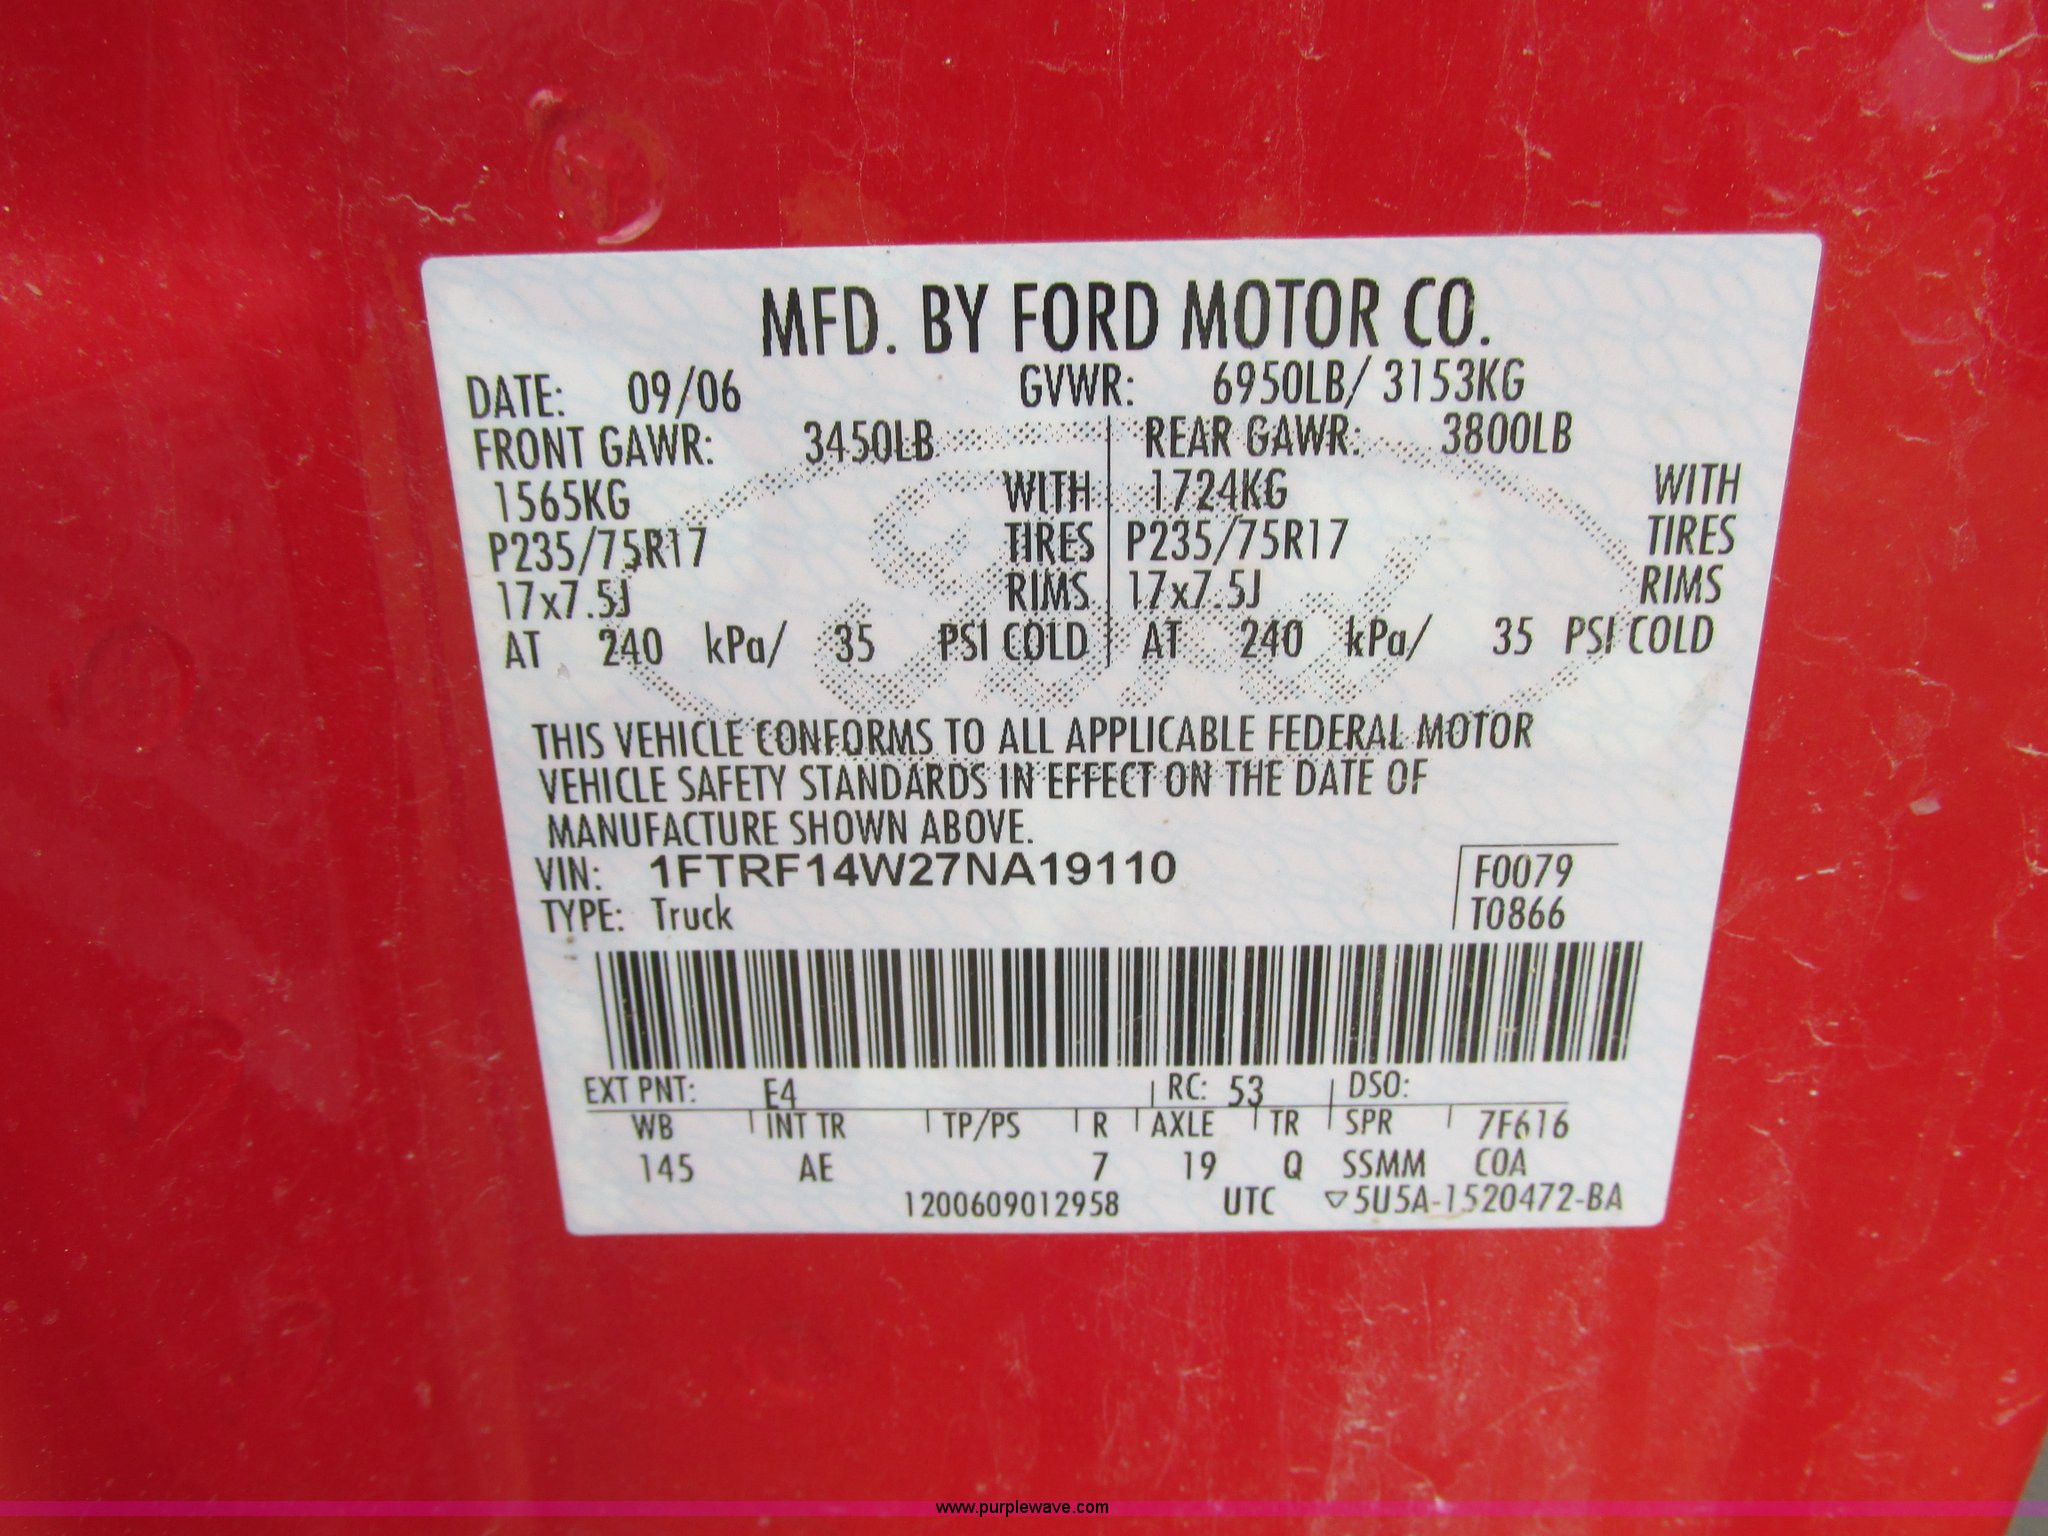 MFD. BY FORD MOTOR CO.
DATE: 09/06 GVWR: 6950LB/ 3153KG
FRONT GAWR: 3450LB REAR GAWR: 3800LB
1565KG WITH 1724KG WITH
P235/75R17 TIRES P235/75R17 TIRES
17x7.5J RIMS 17x7.5J RIMS
AT 240 kPa/ 35 PSI COLD AT 240 kPa/ 35 PSI COLD
THIS VEHICLE CONFORMS TO ALL APPLICABLE FEDERAL MOTOR
VEHICLE SAFETY STANDARDS IN EFFECT ON THE DATE OF
MANUFACTURE SHOWN ABOVE.
VIN: 1FTRF14W27NA19110 F0079
TYPE: Truck T0866
EXT PNT: E4 RC: 53 DSO:
WB INT TR TP/PS R AXLE TR SPR 7F616
145 AE 7 19 Q SSMM COA
1200609012958 UTC ▽5U5A-1520472-BA
www.purplewave.com